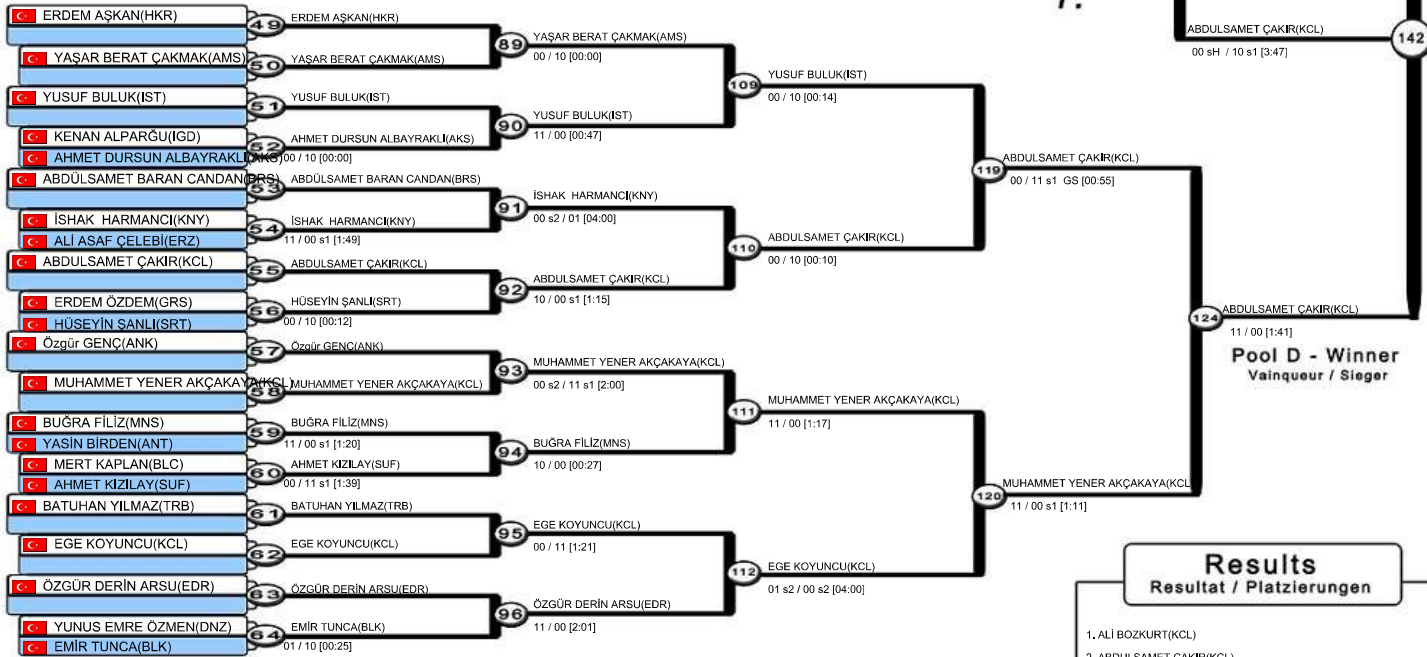 1.
ERDEM AŞKAN(HKR)
YAŞAR BERAT ÇAKMAK(AMS)
YUSUF BULUK(İST)
KENAN ALPARĞU(IGD)
AHMET DURSUN ALBAYRAKLI(AKS)
ABDÜLSAMET BARAN CANDAN(BRS)
İSHAK HARMANCI(KNY)
ALİ ASAF ÇELEBİ(ERZ)
ABDULSAMET ÇAKIR(KCL)
ERDEM ÖZDEM(GRS)
HÜSEYİN ŞANLI(SRT)
Özgür GENÇ(ANK)
MUHAMMET YENER AKÇAKAYA(KCL)
BUĞRA FİLİZ(MNS)
YASİN BİRDEN(ANT)
MERT KAPLAN(BLC)
AHMET KIZILAY(SUF)
BATUHAN YILMAZ(TRB)
EGE KOYUNCU(KCL)
ÖZGÜR DERİN ARSU(EDR)
YUNUS EMRE ÖZMEN(DNZ)
EMİR TUNCA(BLK)
49
ERDEM AŞKAN(HKR)
50
YAŞAR BERAT ÇAKMAK(AMS)
51
YUSUF BULUK(İST)
52
AHMET DURSUN ALBAYRAKLI(AKS)
00 / 10 [00:00]
53
ABDÜLSAMET BARAN CANDAN(BRS)
54
İSHAK HARMANCI(KNY)
11 / 00 s1 [1:49]
55
ABDULSAMET ÇAKIR(KCL)
56
HÜSEYİN ŞANLI(SRT)
00 / 10 [00:12]
57
Özgür GENÇ(ANK)
58
MUHAMMET YENER AKÇAKAYA(KCL)
59
BUĞRA FİLİZ(MNS)
11 / 00 s1 [1:20]
60
AHMET KIZILAY(SUF)
00 / 11 s1 [1:39]
61
BATUHAN YILMAZ(TRB)
62
EGE KOYUNCU(KCL)
63
ÖZGÜR DERİN ARSU(EDR)
64
EMİR TUNCA(BLK)
01 / 10 [00:25]
89
YAŞAR BERAT ÇAKMAK(AMS)
00 / 10 [00:00]
90
YUSUF BULUK(İST)
11 / 00 [00:47]
91
İSHAK HARMANCI(KNY)
00 s2 / 01 [04:00]
92
ABDULSAMET ÇAKIR(KCL)
10 / 00 s1 [1:15]
93
MUHAMMET YENER AKÇAKAYA(KCL)
00 s2 / 11 s1 [2:00]
94
BUĞRA FİLİZ(MNS)
10 / 00 [00:27]
95
EGE KOYUNCU(KCL)
00 / 11 [1:21]
96
ÖZGÜR DERİN ARSU(EDR)
11 / 00 [2:01]
109
YUSUF BULUK(İST)
00 / 10 [00:14]
110
ABDULSAMET ÇAKIR(KCL)
00 / 10 [00:10]
111
MUHAMMET YENER AKÇAKAYA(KCL)
11 / 00 [1:17]
112
EGE KOYUNCU(KCL)
01 s2 / 00 s2 [04:00]
119
ABDULSAMET ÇAKIR(KCL)
00 / 11 s1 GS [00:55]
120
MUHAMMET YENER AKÇAKAYA(KCL
11 / 00 s1 [1:11]
124
ABDULSAMET ÇAKIR(KCL)
11 / 00 [1:41]
Pool D - Winner
Vainqueur / Sieger
ABDULSAMET ÇAKIR(KCL)
00 sH / 10 s1 [3:47]
142
Results
Resultat / Platzierungen
1. ALİ BOZKURT(KCL)
2. ABDULSAMET ÇAKIR(KCL)